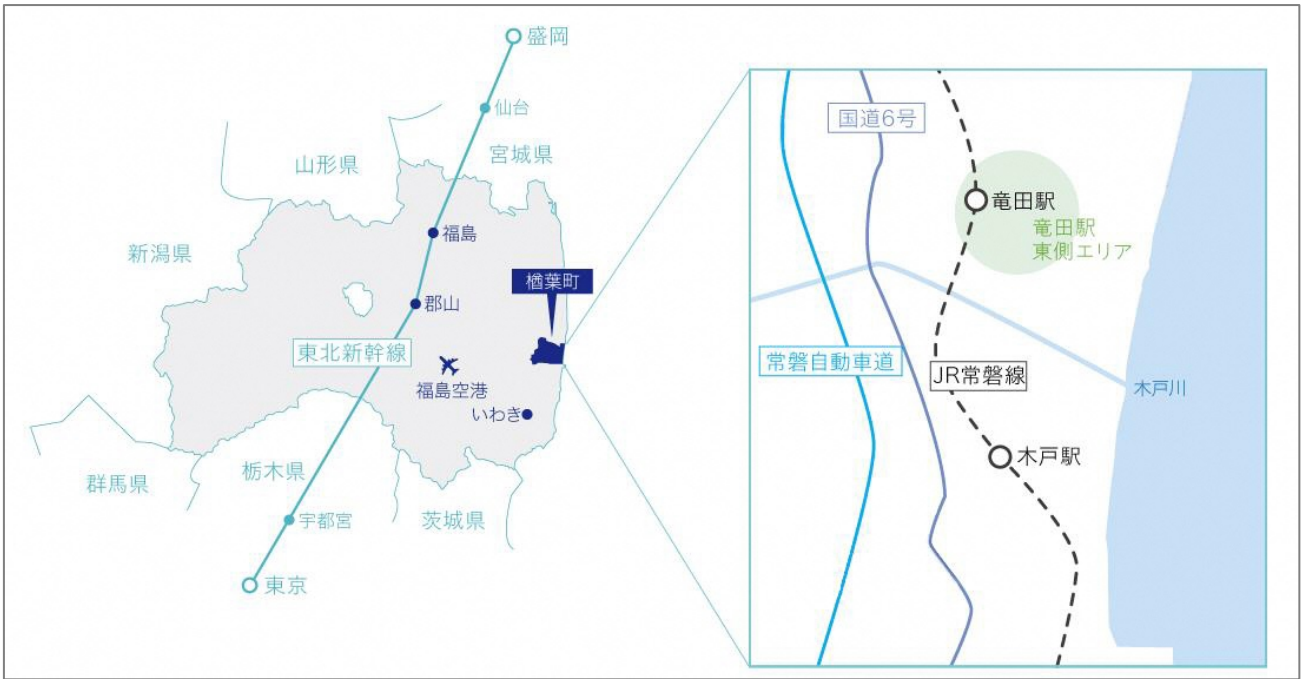 盛岡
仙台
山形県
宮城県
福島
新潟県
楢葉町
郡山
東北新幹線
福島空港
いわき
群馬県
栃木県
茨城県
宇都宮
東京
国道6号
竜田駅
竜田駅
東側エリア
常磐自動車道
JR常磐線
木戸川
木戸駅